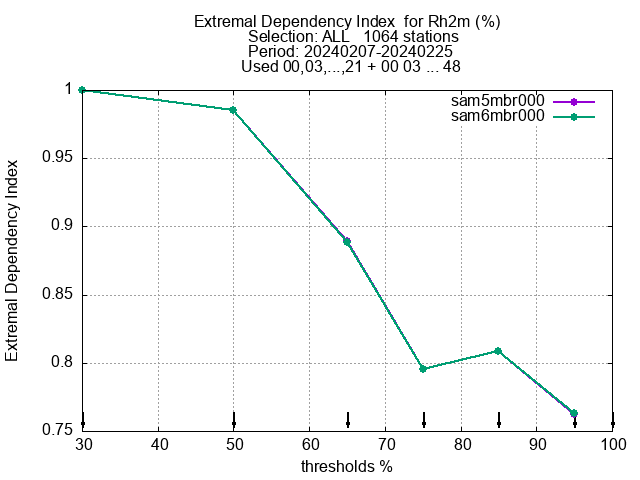 Extremal Dependency Index  for Rh2m (%)
Selection: ALL   1064 stations
Period: 20240207-20240225
Used 00,03,...,21 + 00 03 ... 48
sam5mbr000
sam6mbr000
1
0.95
0.9
0.85
0.8
0.75
Extremal Dependency Index
30 40 50 60 70 80 90 100
thresholds %